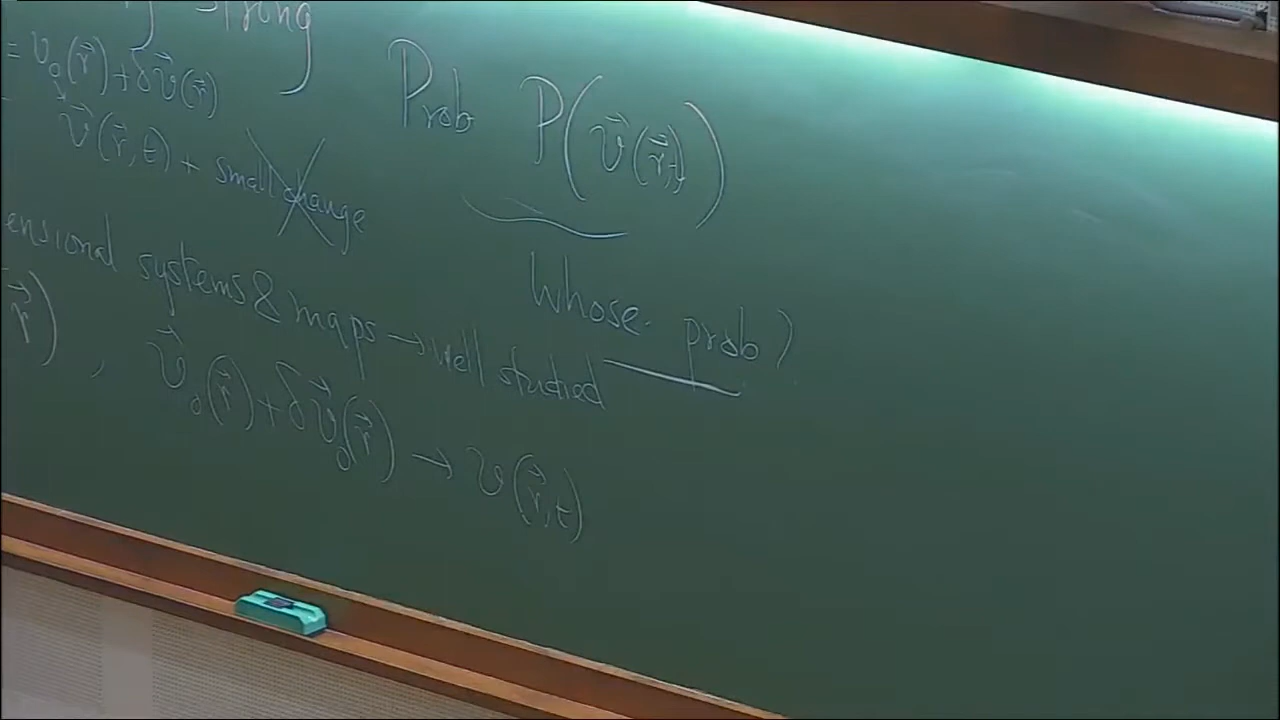 strong
= v₀(r⃗) + δv⃗(r⃗)
v⃗(r⃗, t) + small change
ensional systems & maps → well studied
r⃗) , v⃗₀(r⃗) + δv⃗₀(r⃗) → v(r⃗, t)
Prob P(v⃗(r⃗, t))
Whose prob?